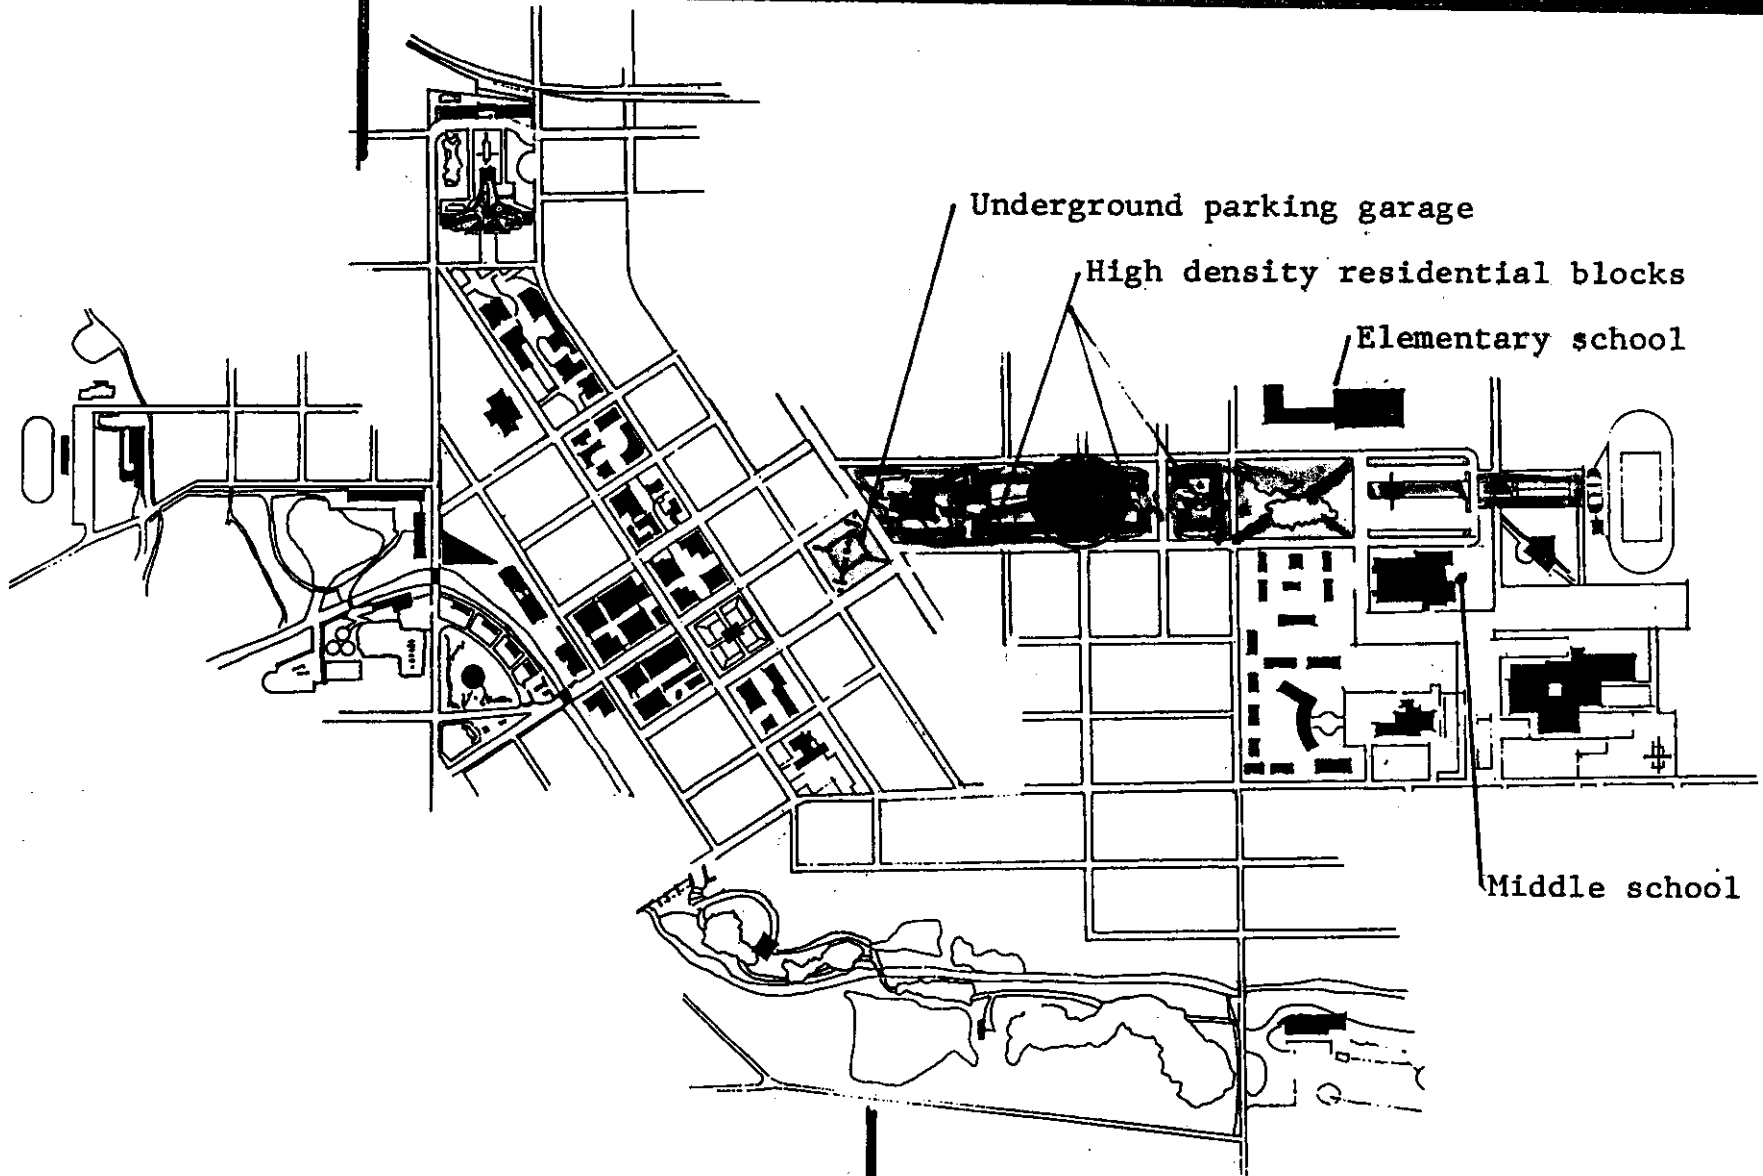 Underground parking garage
High density residential blocks
Elementary school
Middle school